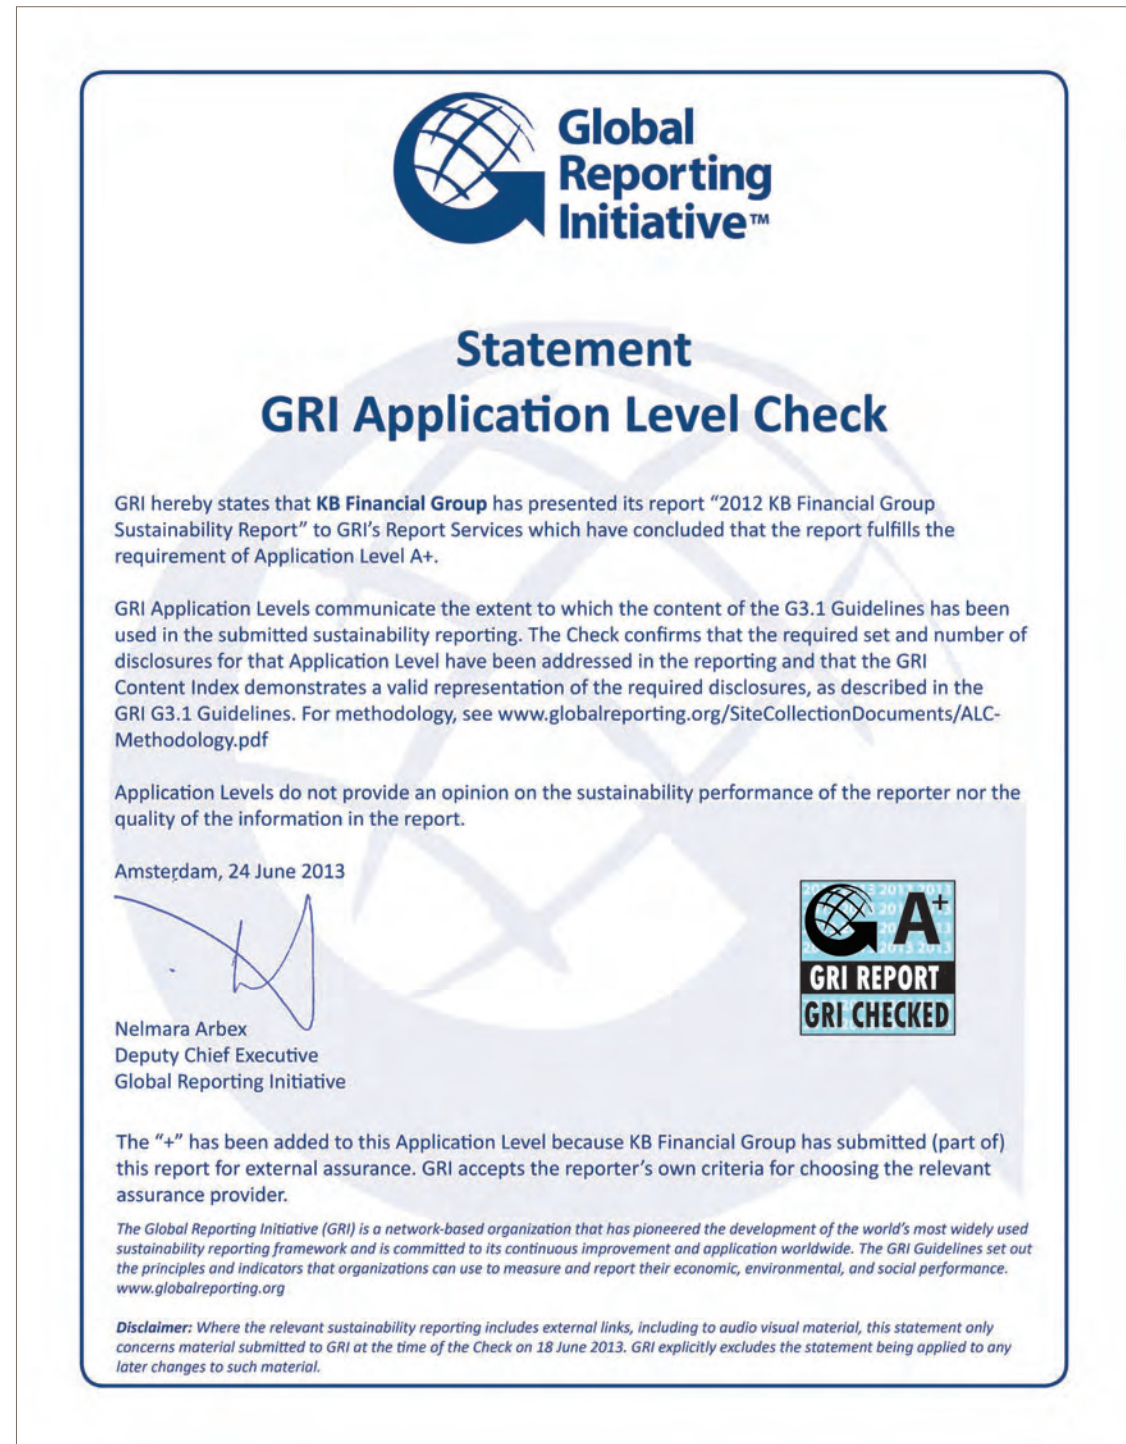 Global
Reporting
Initiative™
Statement
GRI Application Level Check
GRI hereby states that KB Financial Group has presented its report “2012 KB Financial Group
Sustainability Report” to GRI’s Report Services which have concluded that the report fulfills the
requirement of Application Level A+.
GRI Application Levels communicate the extent to which the content of the G3.1 Guidelines has been
used in the submitted sustainability reporting. The Check confirms that the required set and number of
disclosures for that Application Level have been addressed in the reporting and that the GRI
Content Index demonstrates a valid representation of the required disclosures, as described in the
GRI G3.1 Guidelines. For methodology, see www.globalreporting.org/SiteCollectionDocuments/ALC-
Methodology.pdf
Application Levels do not provide an opinion on the sustainability performance of the reporter nor the
quality of the information in the report.
Amsterdam, 24 June 2013
Nelmara Arbex
Deputy Chief Executive
Global Reporting Initiative
A+
GRI REPORT
GRI CHECKED
The “+” has been added to this Application Level because KB Financial Group has submitted (part of)
this report for external assurance. GRI accepts the reporter’s own criteria for choosing the relevant
assurance provider.
The Global Reporting Initiative (GRI) is a network-based organization that has pioneered the development of the world’s most widely used
sustainability reporting framework and is committed to its continuous improvement and application worldwide. The GRI Guidelines set out
the principles and indicators that organizations can use to measure and report their economic, environmental, and social performance.
www.globalreporting.org
Disclaimer: Where the relevant sustainability reporting includes external links, including to audio visual material, this statement only
concerns material submitted to GRI at the time of the Check on 18 June 2013. GRI explicitly excludes the statement being applied to any
later changes to such material.